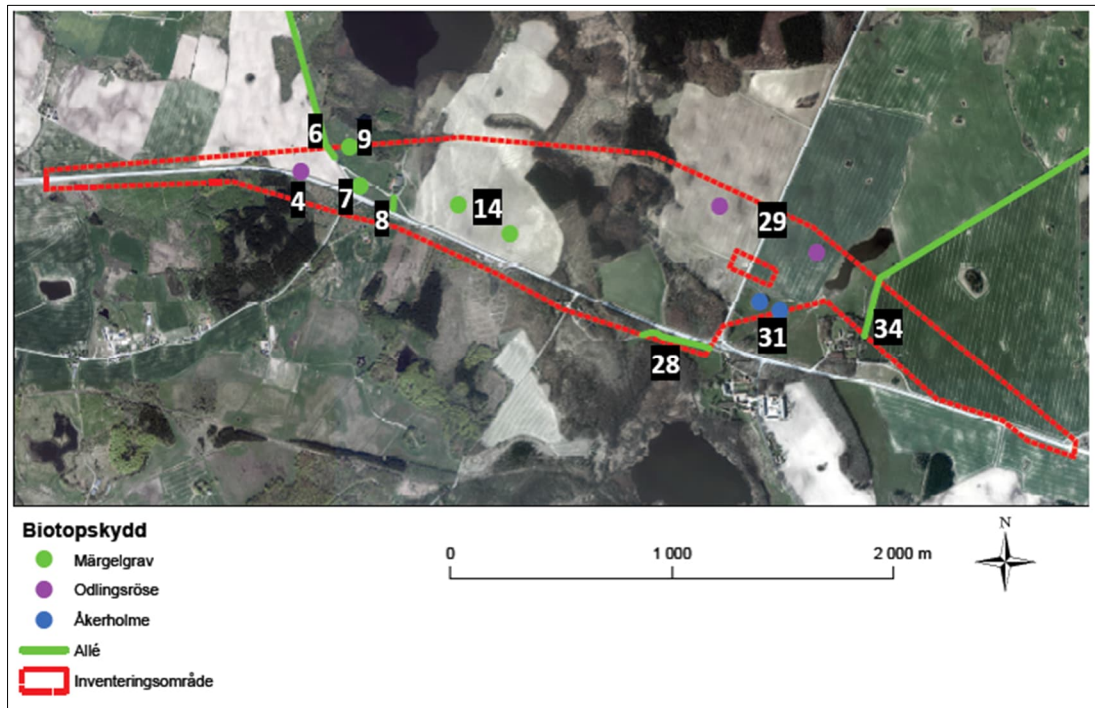 6
9
4
7
8
14
29
31
34
28
Biotopskydd
Märgelgrav
Odlingsröse
Åkerholme
Allé
Inventeringsområde
0 1 000 2 000 m
N